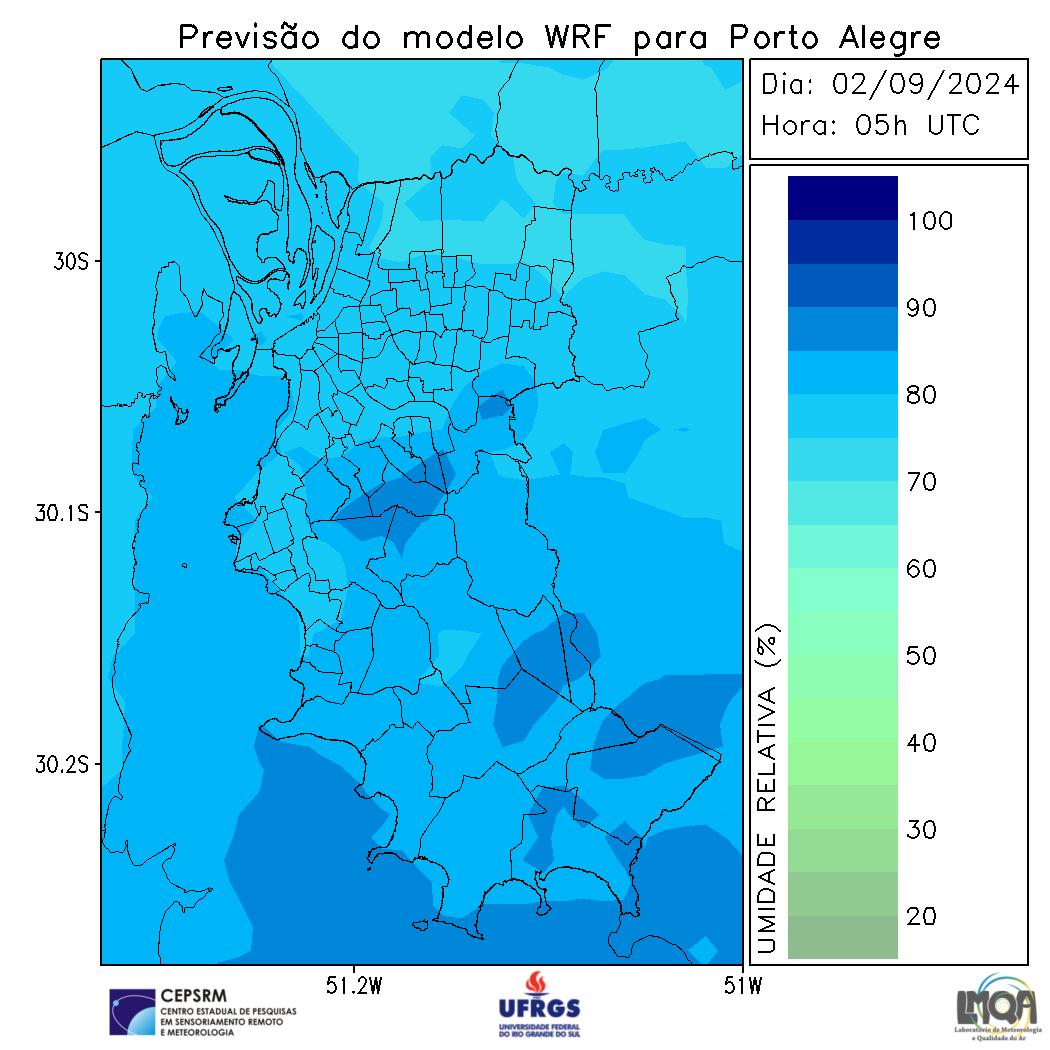 Previsão do modelo WRF para Porto Alegre
Dia: 02/09/2024
Hora: 05h UTC
30S
30.1S
30.2S
51.2W
51W
100
90
80
70
60
50
40
30
20
UMIDADE RELATIVA (%)
CEPSRM
CENTRO ESTADUAL DE PESQUISAS
EM SENSORIAMENTO REMOTO
E METEOROLOGIA
UFRGS
UNIVERSIDADE FEDERAL
DO RIO GRANDE DO SUL
LMQA
Laboratório de Meteorologia
e Qualidade do Ar